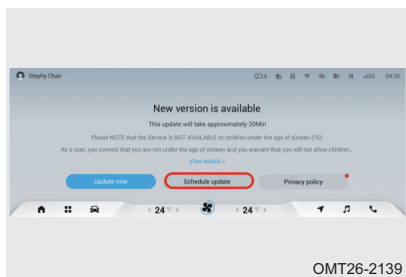 Stephy Chan
24
5G
09:30
New version is available
This update will take approximately 20Min
Please NOTE that the Service is NOT AVAILABLE to children under the age of sixteen (16).
As a user, you commit that you are not under the age of sixteen and you warrant that you will not allow children...
View details >
Update now
Schedule update
Privacy policy
< 24 °C >
< 24 °C >
OMT26-2139